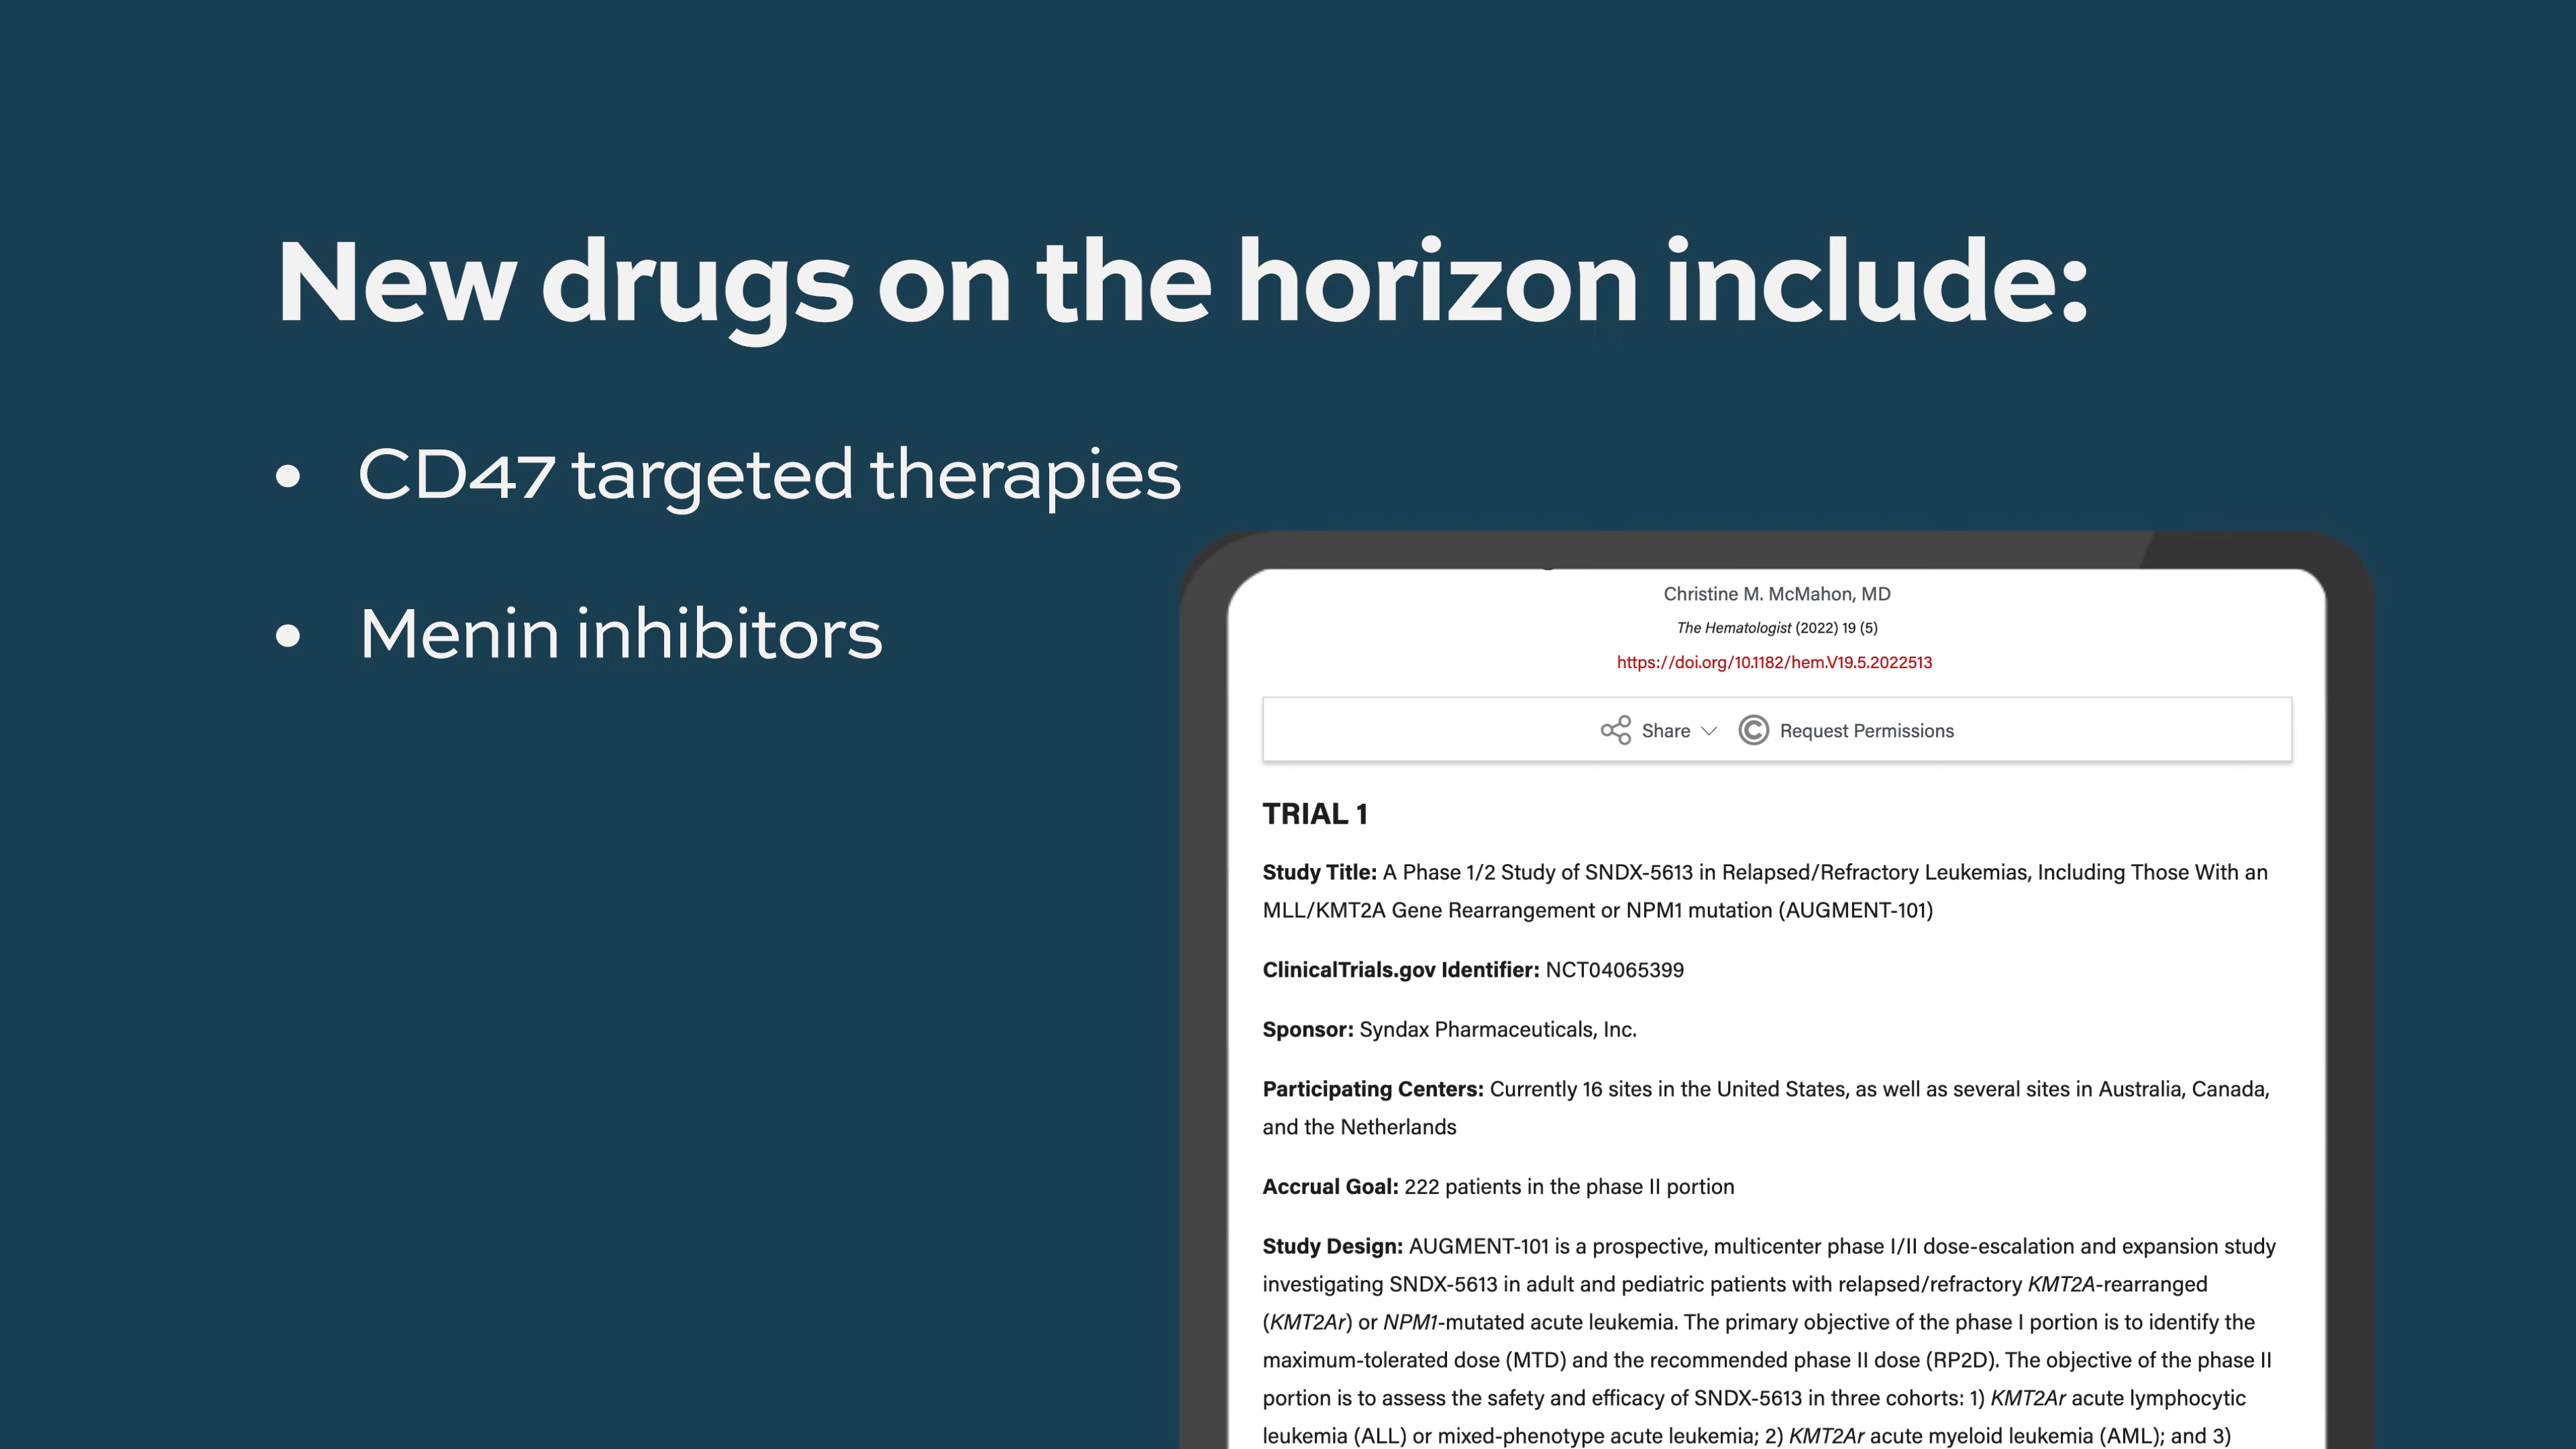 New drugs on the horizon include:
• CD47 targeted therapies
• Menin inhibitors
Christine M. McMahon, MD
The Hematologist (2022) 19 (5)
https://doi.org/10.1182/hem.V19.5.2022513
Share Request Permissions
TRIAL 1
Study Title: A Phase 1/2 Study of SNDX-5613 in Relapsed/Refractory Leukemias, Including Those With an
MLL/KMT2A Gene Rearrangement or NPM1 mutation (AUGMENT-101)
ClinicalTrials.gov Identifier: NCT04065399
Sponsor: Syndax Pharmaceuticals, Inc.
Participating Centers: Currently 16 sites in the United States, as well as several sites in Australia, Canada,
and the Netherlands
Accrual Goal: 222 patients in the phase II portion
Study Design: AUGMENT-101 is a prospective, multicenter phase I/II dose-escalation and expansion study
investigating SNDX-5613 in adult and pediatric patients with relapsed/refractory KMT2A-rearranged
(KMT2Ar) or NPM1-mutated acute leukemia. The primary objective of the phase I portion is to identify the
maximum-tolerated dose (MTD) and the recommended phase II dose (RP2D). The objective of the phase II
portion is to assess the safety and efficacy of SNDX-5613 in three cohorts: 1) KMT2Ar acute lymphocytic
leukemia (ALL) or mixed-phenotype acute leukemia; 2) KMT2Ar acute myeloid leukemia (AML); and 3)